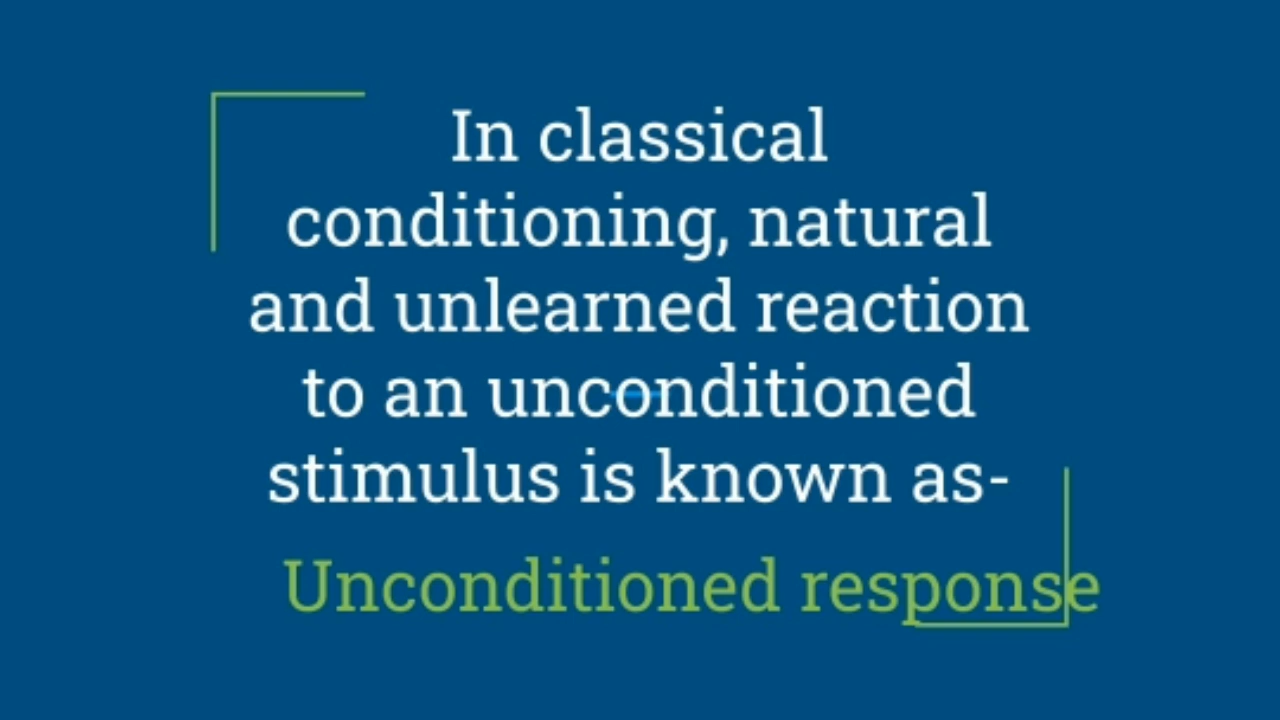 In classical
conditioning, natural
and unlearned reaction
to an unconditioned
stimulus is known as-
Unconditioned response